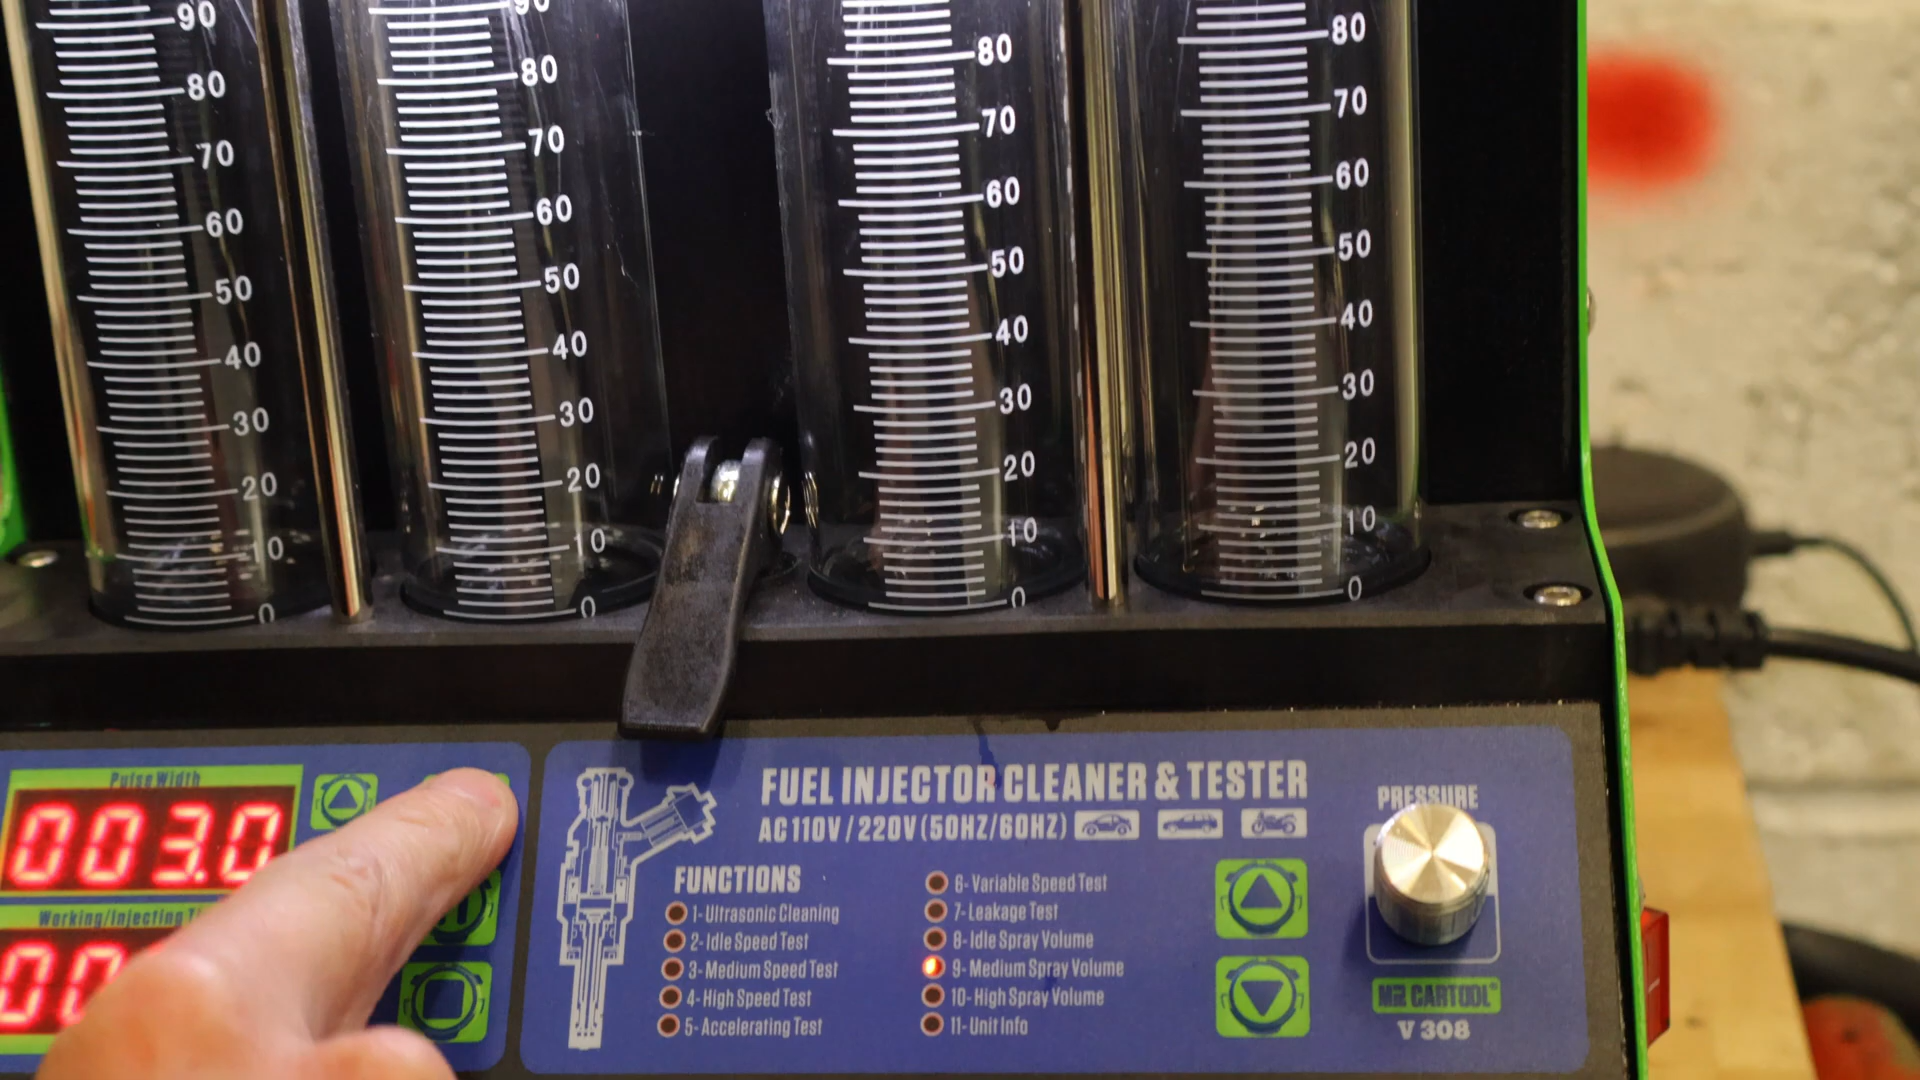 90
80
70
60
50
40
30
20
10
0
90
80
70
60
50
40
30
20
10
0
80
70
60
50
40
30
20
10
0
80
70
60
50
40
30
20
10
0
Pulse Width
003.0
Working/Injecting
00
FUEL INJECTOR CLEANER & TESTER
AC 110V / 220V (50HZ/60HZ)
FUNCTIONS
1- Ultrasonic Cleaning
2- Idle Speed Test
3- Medium Speed Test
4- High Speed Test
5- Accelerating Test
6- Variable Speed Test
7- Leakage Test
8- Idle Spray Volume
9- Medium Spray Volume
10- High Spray Volume
11- Unit Info
PRESSURE
MR CARTOOL®
V308